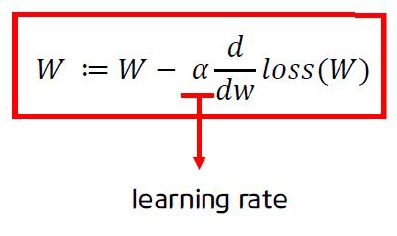 W := W − α d/dw loss(W)
learning rate